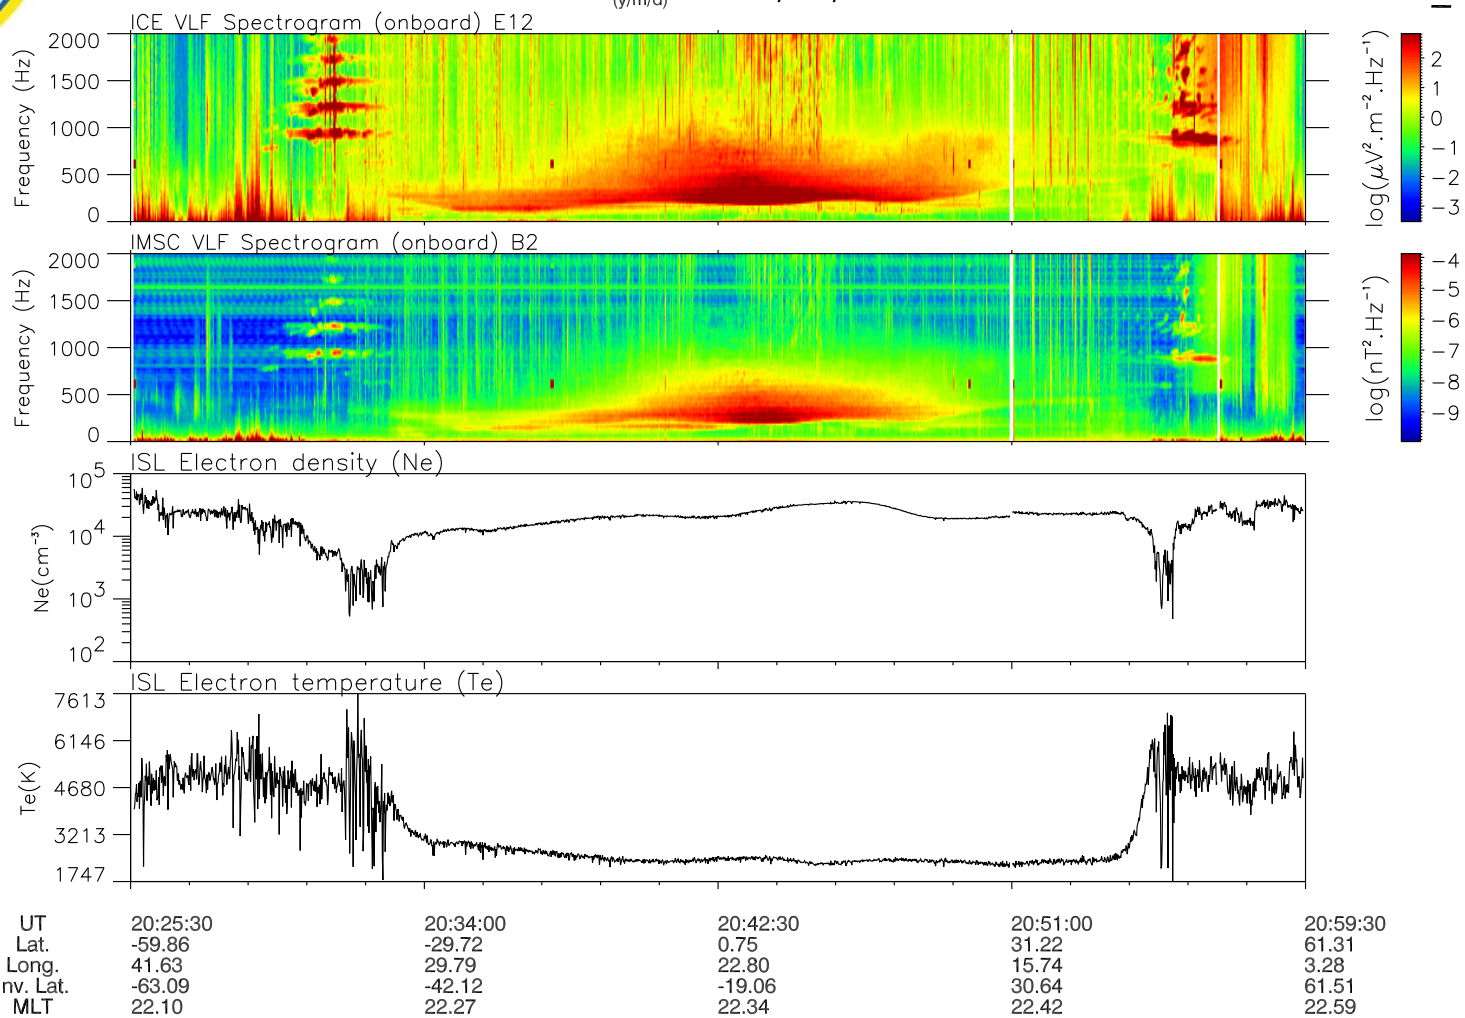 (y/m/d)
ICE VLF Spectrogram (onboard) E12
2000
1500
1000
500
0
Frequency (Hz)
2
1
0
−1
−2
−3
log(μV².m⁻².Hz⁻¹)
IMSC VLF Spectrogram (onboard) B2
2000
1500
1000
500
0
Frequency (Hz)
−4
−5
−6
−7
−8
−9
log(nT².Hz⁻¹)
ISL Electron density (Ne)
10⁵
10⁴
10³
10²
Ne(cm⁻³)
ISL Electron temperature (Te)
7613
6146
4680
3213
1747
Te(K)
UT 20:25:30 20:34:00 20:42:30 20:51:00 20:59:30
Lat. -59.86 -29.72 0.75 31.22 61.31
Long. 41.63 29.79 22.80 15.74 3.28
nv. Lat. -63.09 -42.12 -19.06 30.64 61.51
MLT 22.10 22.27 22.34 22.42 22.59